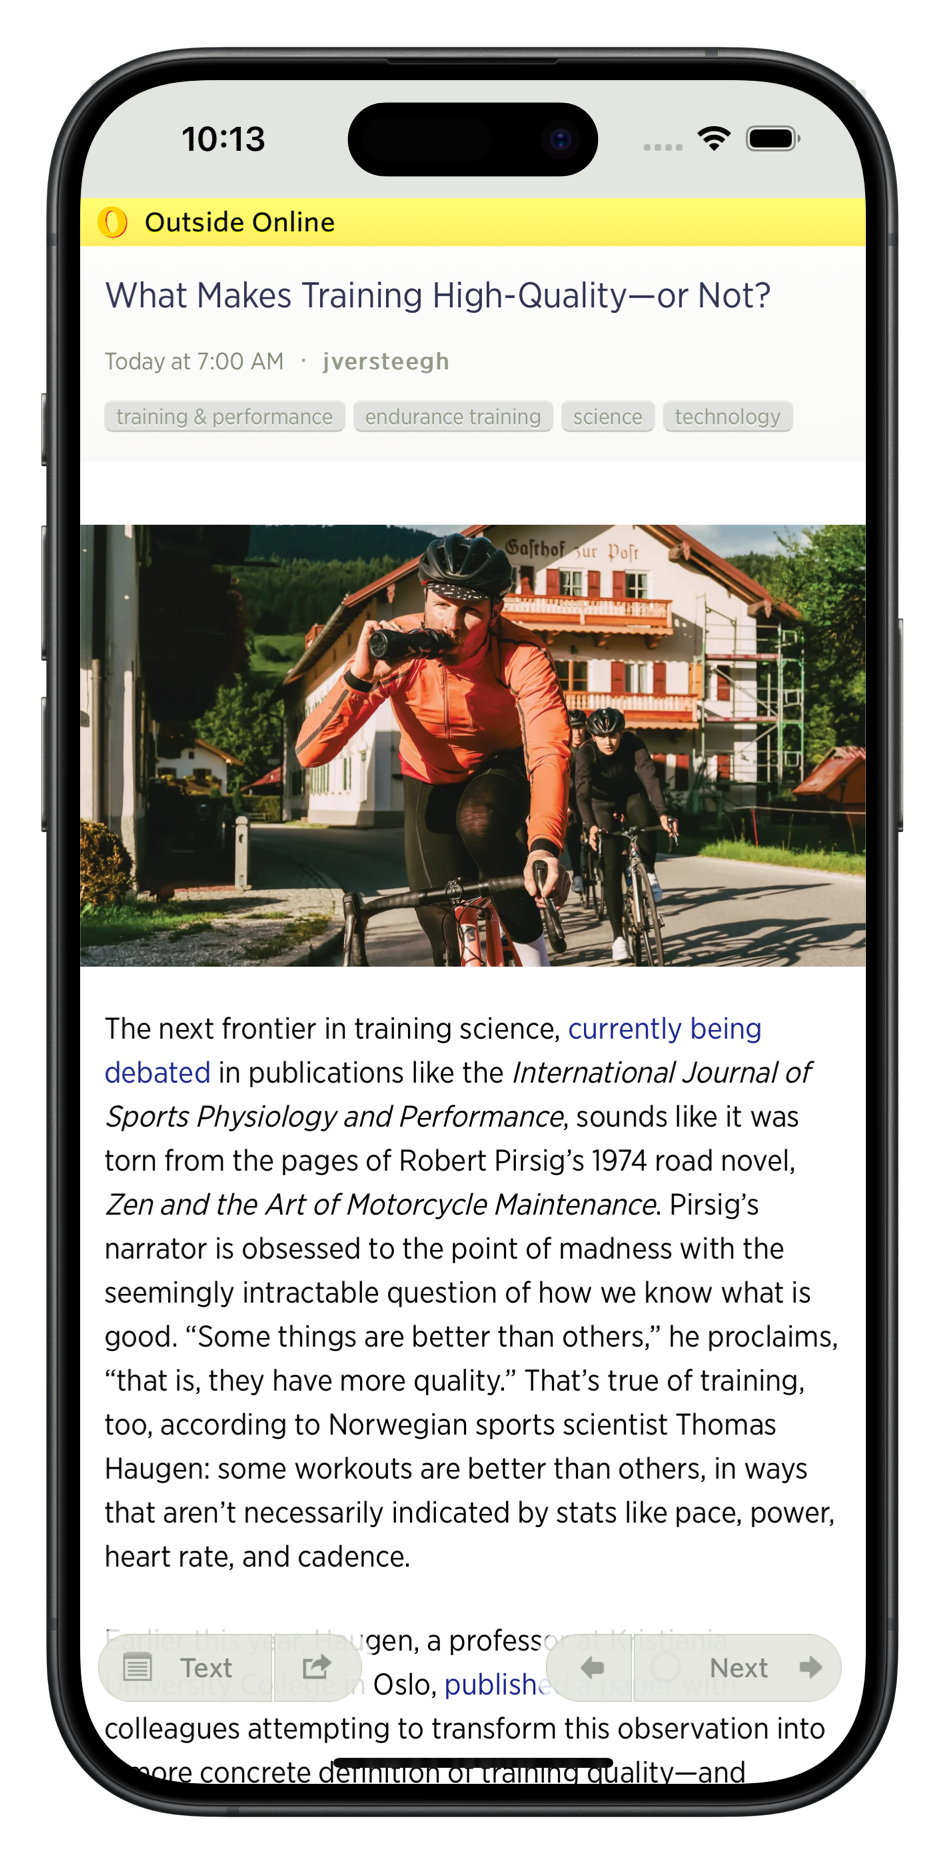 10:13
Outside Online
What Makes Training High-Quality—or Not?
Today at 7:00 AM · jversteegh
training & performance endurance training science technology
Gasthof zur Post
The next frontier in training science, currently being
debated in publications like the International Journal of
Sports Physiology and Performance, sounds like it was
torn from the pages of Robert Pirsig’s 1974 road novel,
Zen and the Art of Motorcycle Maintenance. Pirsig’s
narrator is obsessed to the point of madness with the
seemingly intractable question of how we know what is
good. “Some things are better than others,” he proclaims,
“that is, they have more quality.” That’s true of training,
too, according to Norwegian sports scientist Thomas
Haugen: some workouts are better than others, in ways
that aren’t necessarily indicated by stats like pace, power,
heart rate, and cadence.
Earlier this year, Haugen, a professor at Kristiania
University College in Oslo, published a paper with
Text Next
colleagues attempting to transform this observation into
more concrete definition of training quality—and